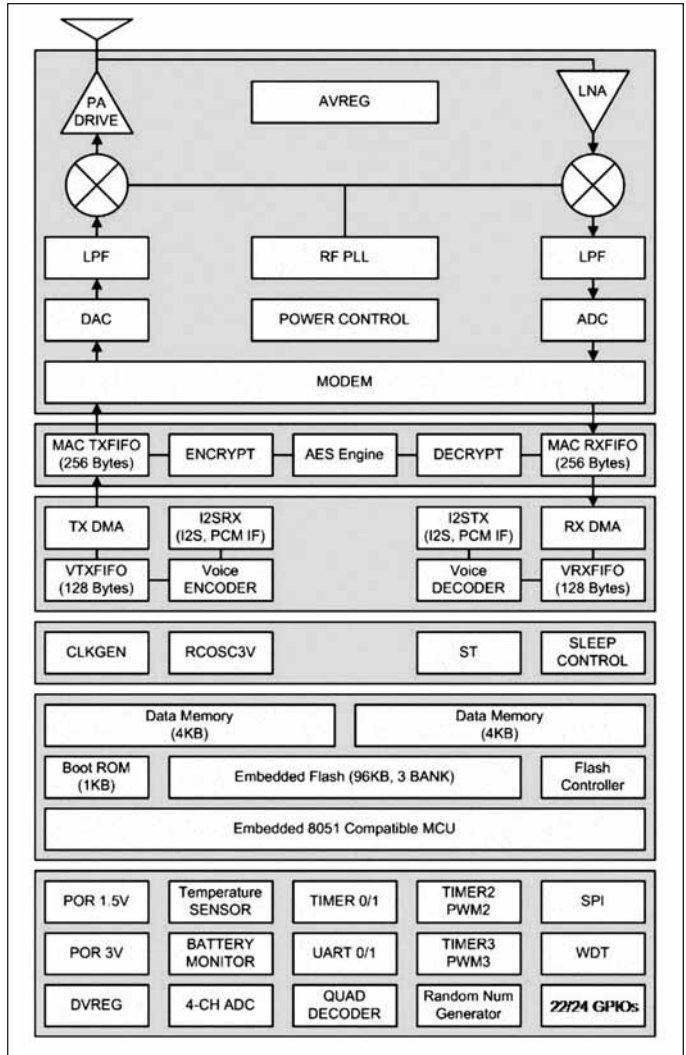 PA
DRIVE
AVREG
LNA
LPF
RF PLL
LPF
DAC
POWER CONTROL
ADC
MODEM
MAC TXFIFO
(256 Bytes)
ENCRYPT
AES Engine
DECRYPT
MAC RXFIFO
(256 Bytes)
TX DMA
I2SRX
(I2S, PCM IF)
I2STX
(I2S, PCM IF)
RX DMA
VTXFIFO
(128 Bytes)
Voice
ENCODER
Voice
DECODER
VRXFIFO
(128 Bytes)
CLKGEN
RCOSC3V
ST
SLEEP
CONTROL
Data Memory
(4KB)
Data Memory
(4KB)
Boot ROM
(1KB)
Embedded Flash (96KB, 3 BANK)
Flash
Controller
Embedded 8051 Compatible MCU
POR 1.5V
Temperature
SENSOR
TIMER 0/1
TIMER2
PWM2
SPI
POR 3V
BATTERY
MONITOR
UART 0/1
TIMER3
PWM3
WDT
DVREG
4-CH ADC
QUAD
DECODER
Random Num
Generator
22/24 GPIOs